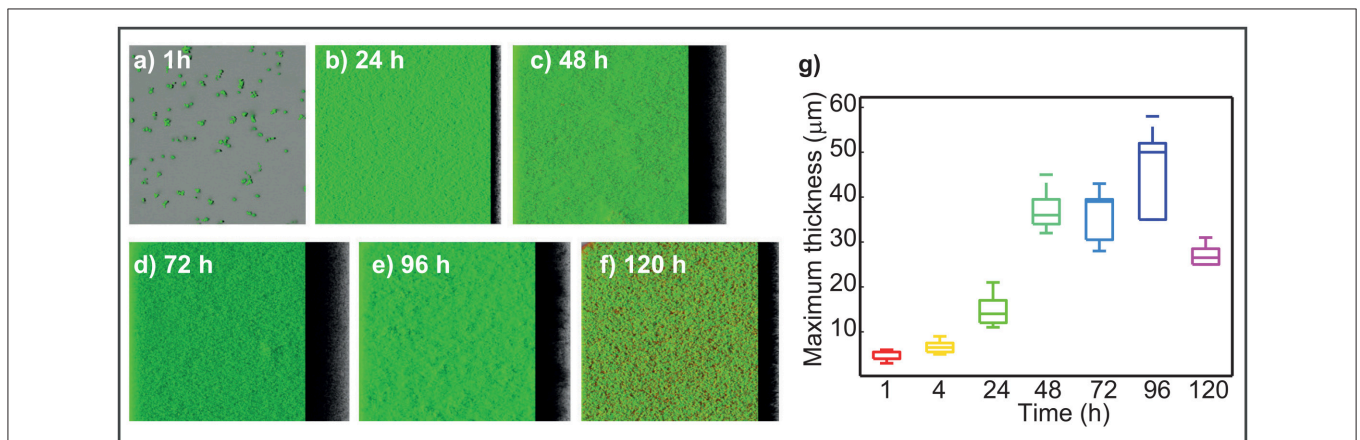 a) 1h
b) 24 h
c) 48 h
d) 72 h
e) 96 h
f) 120 h
g)
Maximum thickness (μm)
60
50
40
30
20
10
1 4 24 48 72 96 120
Time (h)